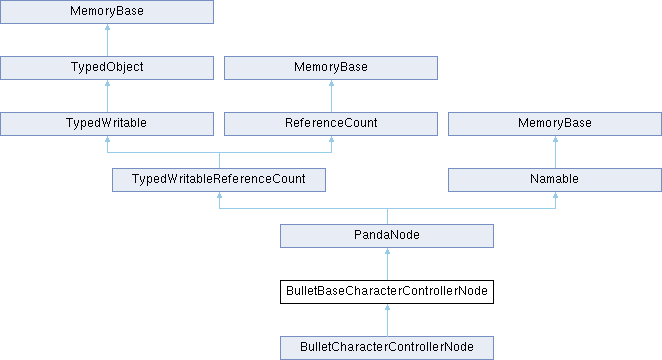 MemoryBase
TypedObject
MemoryBase
TypedWritable
ReferenceCount
MemoryBase
TypedWritableReferenceCount
Namable
PandaNode
BulletBaseCharacterControllerNode
BulletCharacterControllerNode